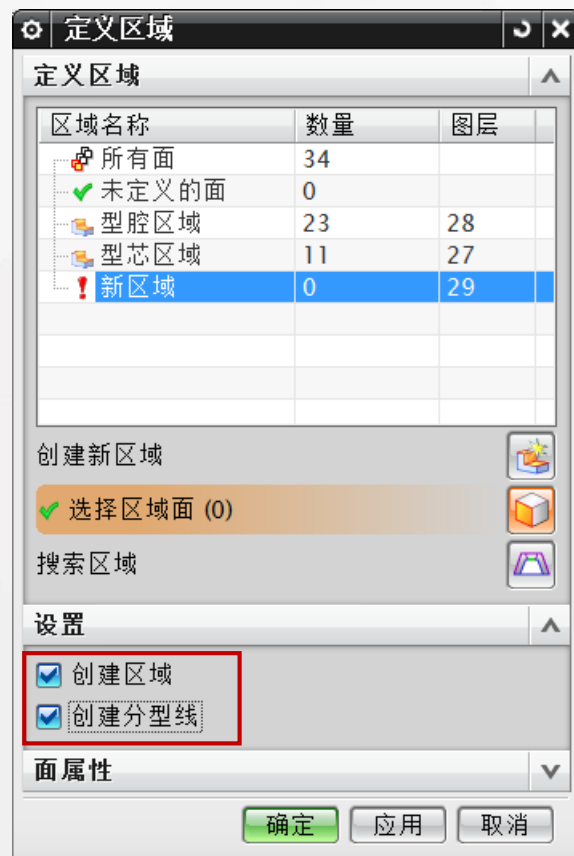 定义区域
定义区域
区域名称 数量 图层
所有面 34
未定义的面 0
型腔区域 23 28
型芯区域 11 27
新区域 0 29
创建新区域
选择区域面 (0)
搜索区域
设置
创建区域
创建分型线
面属性
确定 应用 取消